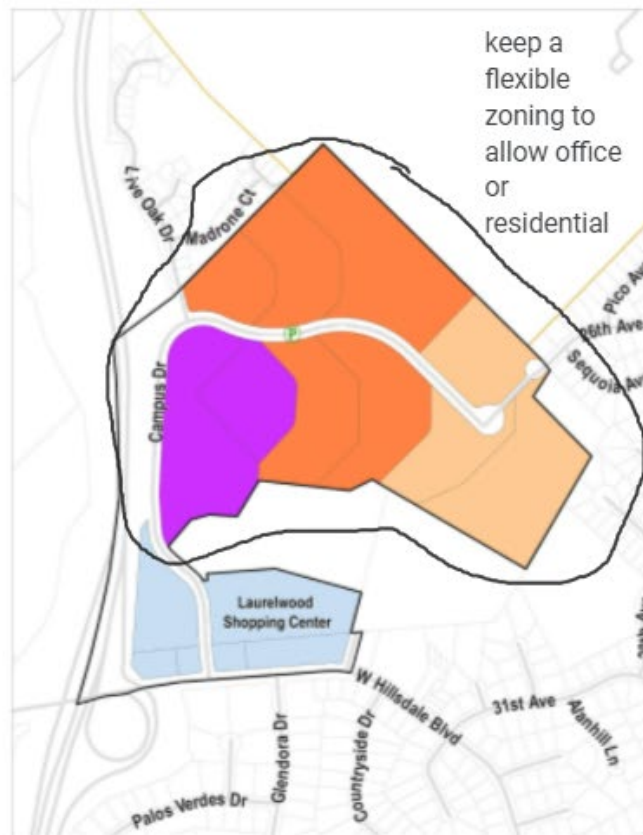 keep a
flexible
zoning to
allow office
or
residential
Live Oak Dr
Madrone Ct
Pico Av
26th Ave
Sequoia Av
Campus Dr
P
Laurelwood
Shopping Center
W Hillsdale Blvd
31st Ave
Alanhill Ln
Glendora Dr
Countryside Dr
Palos Verdes Dr